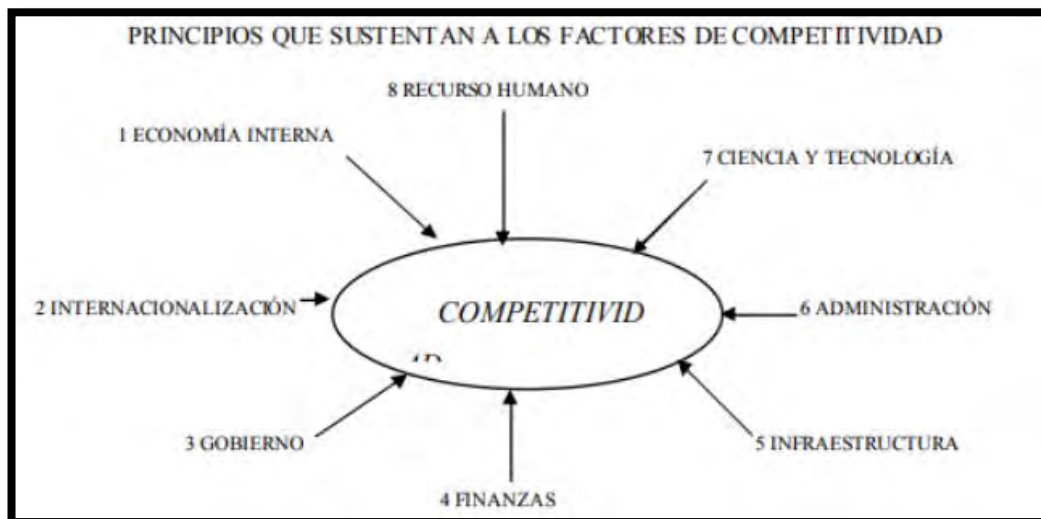 PRINCIPIOS QUE SUSTENTAN A LOS FACTORES DE COMPETITIVIDAD
8 RECURSO HUMANO
1 ECONOMÍA INTERNA
7 CIENCIA Y TECNOLOGÍA
2 INTERNACIONALIZACIÓN
COMPETITIVID
AD
6 ADMINISTRACIÓN
3 GOBIERNO
5 INFRAESTRUCTURA
4 FINANZAS